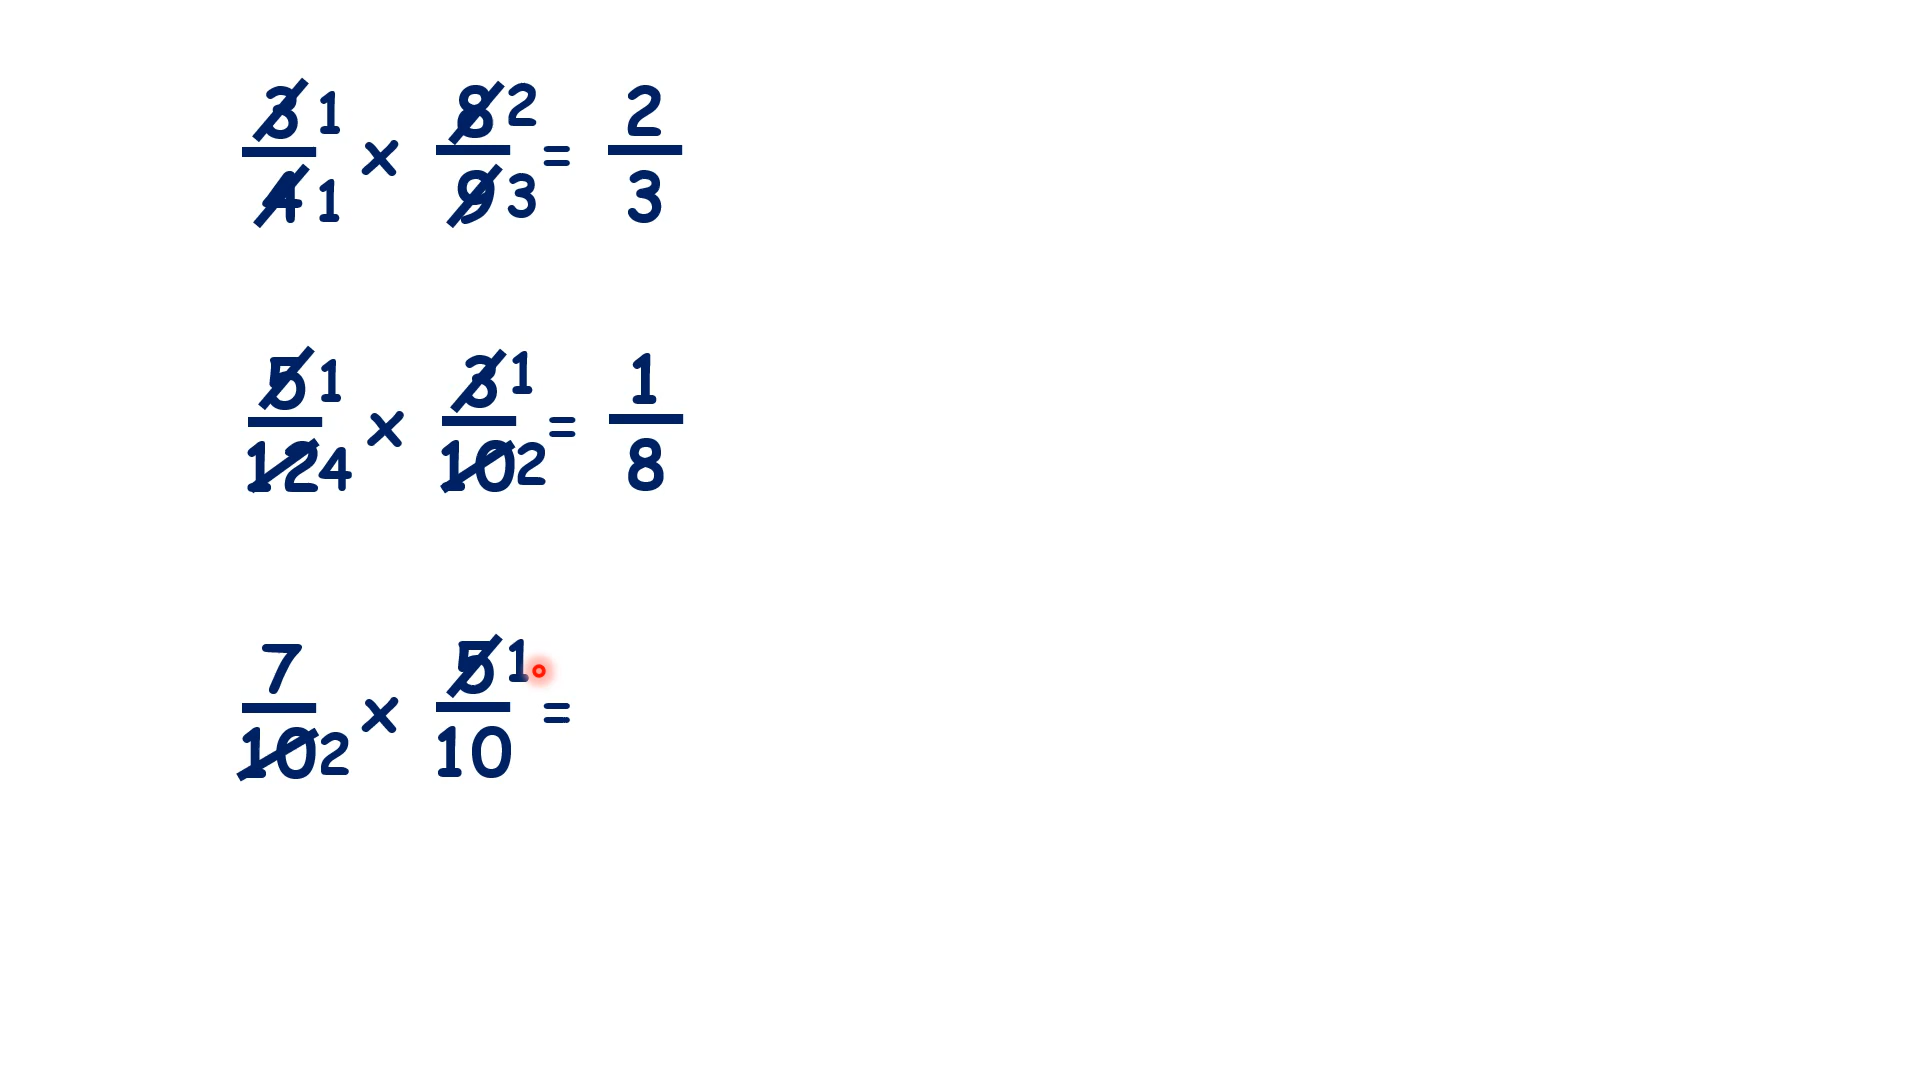 3 1 8 2 2
× =
4 1 9 3 3
5 1 3 1 1
× =
12 4 10 2 8
7 5 1
× =
10 2 10